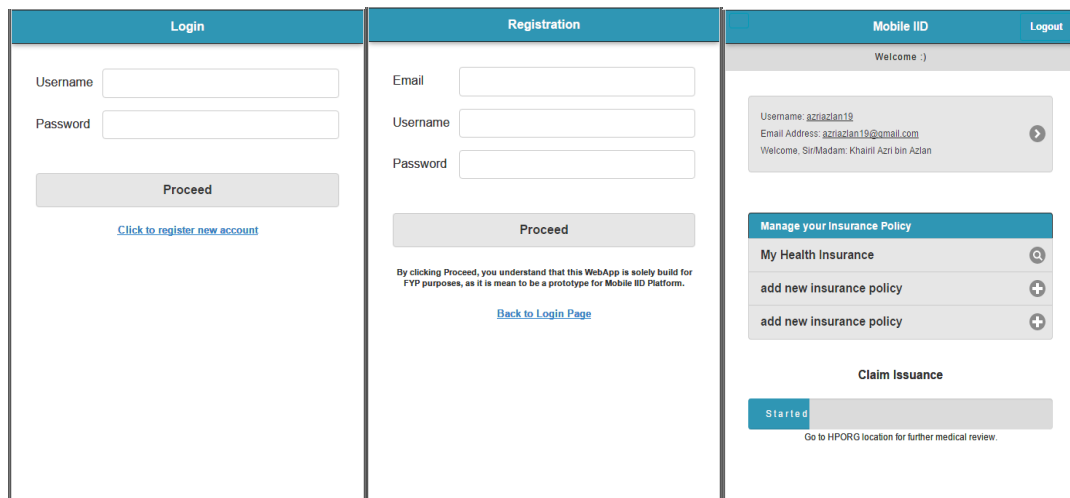 Login
Username
Password
Proceed
Click to register new account
Registration
Email
Username
Password
Proceed
By clicking Proceed, you understand that this WebApp is solely build for
FYP purposes, as it is mean to be a prototype for Mobile IID Platform.
Back to Login Page
Mobile IID
Logout
Welcome :)
Username: azriazlan19
Email Address: azriazlan19@gmail.com
Welcome, Sir/Madam: Khairil Azri bin Azlan
Manage your Insurance Policy
My Health Insurance
add new insurance policy
add new insurance policy
Claim Issuance
Started
Go to HPORG location for further medical review.